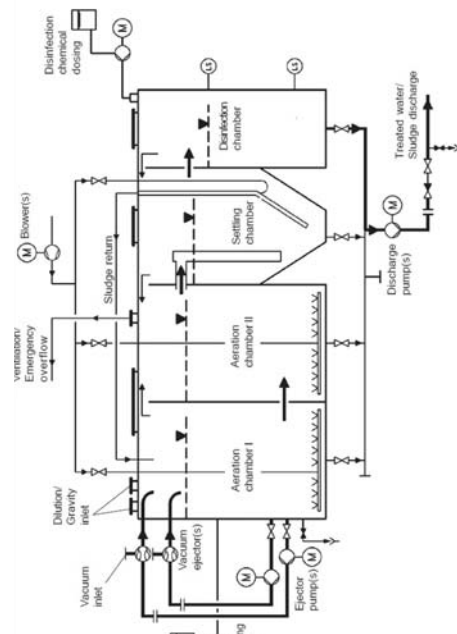 Disinfection
chemical
dosing
M
M
Blower(s)
Sludge return
ventilation/
Emergency
overflow
Dilution/
Gravity
inlet
Vacuum
inlet
Vacuum
ejector(s)
Aeration chamber I
Aeration chamber II
Settling
chamber
Disinfection
chamber
LS
LS
M
M
Ejector
pump(s)
M
Discharge
pump(s)
Treated water/
Sludge discharge